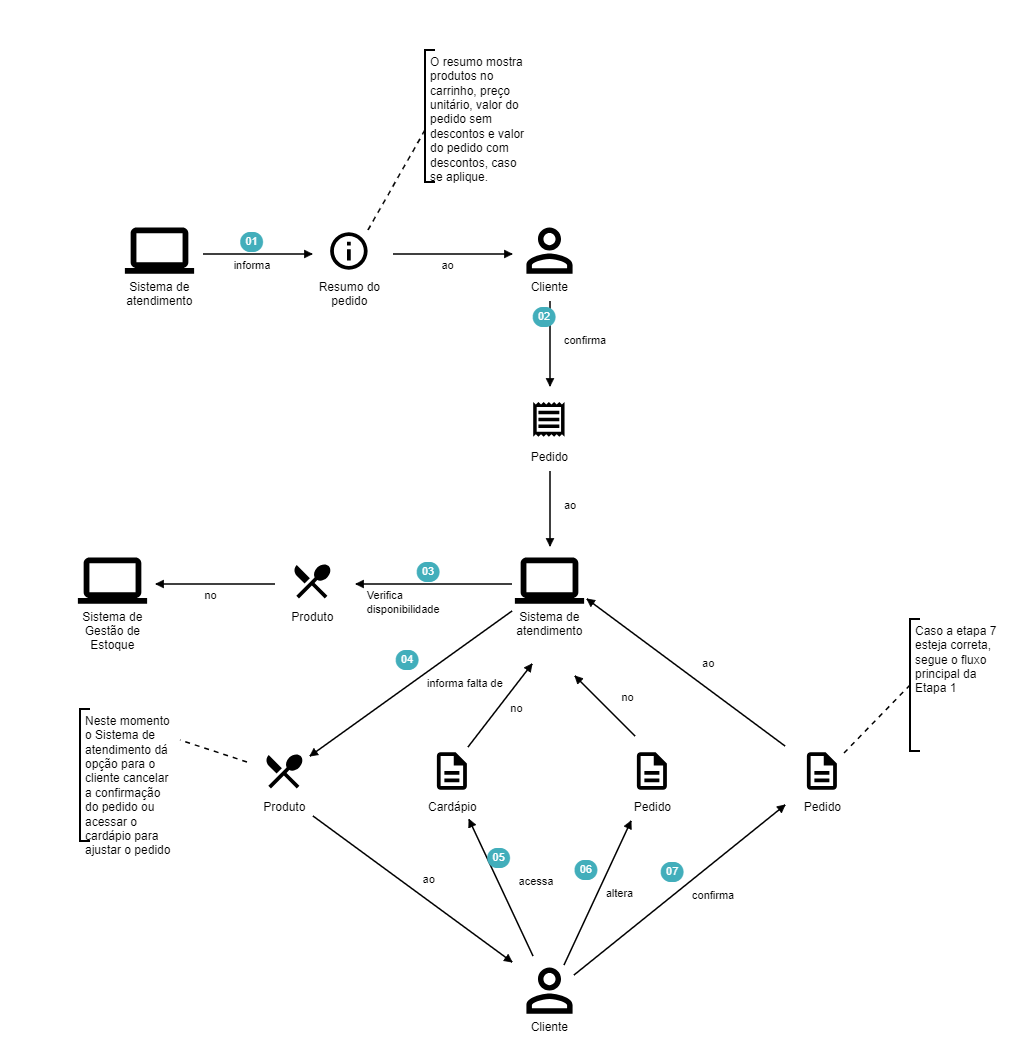 O resumo mostra
produtos no
carrinho, preço
unitário, valor do
pedido sem
descontos e valor
do pedido com
descontos, caso
se aplique.
01
informa
ao
Sistema de
atendimento
Resumo do
pedido
Cliente
02
confirma
Pedido
ao
03
Verifica
disponibilidade
no
Sistema de
Gestão de
Estoque
Produto
Sistema de
atendimento
Caso a etapa 7
esteja correta,
segue o fluxo
principal da
Etapa 1
04
informa falta de
no
no
ao
Neste momento
o Sistema de
atendimento dá
opção para o
cliente cancelar
a confirmação
do pedido ou
acessar o
cardápio para
ajustar o pedido
Produto
Cardápio
Pedido
Pedido
ao
05
acessa
06
altera
07
confirma
Cliente